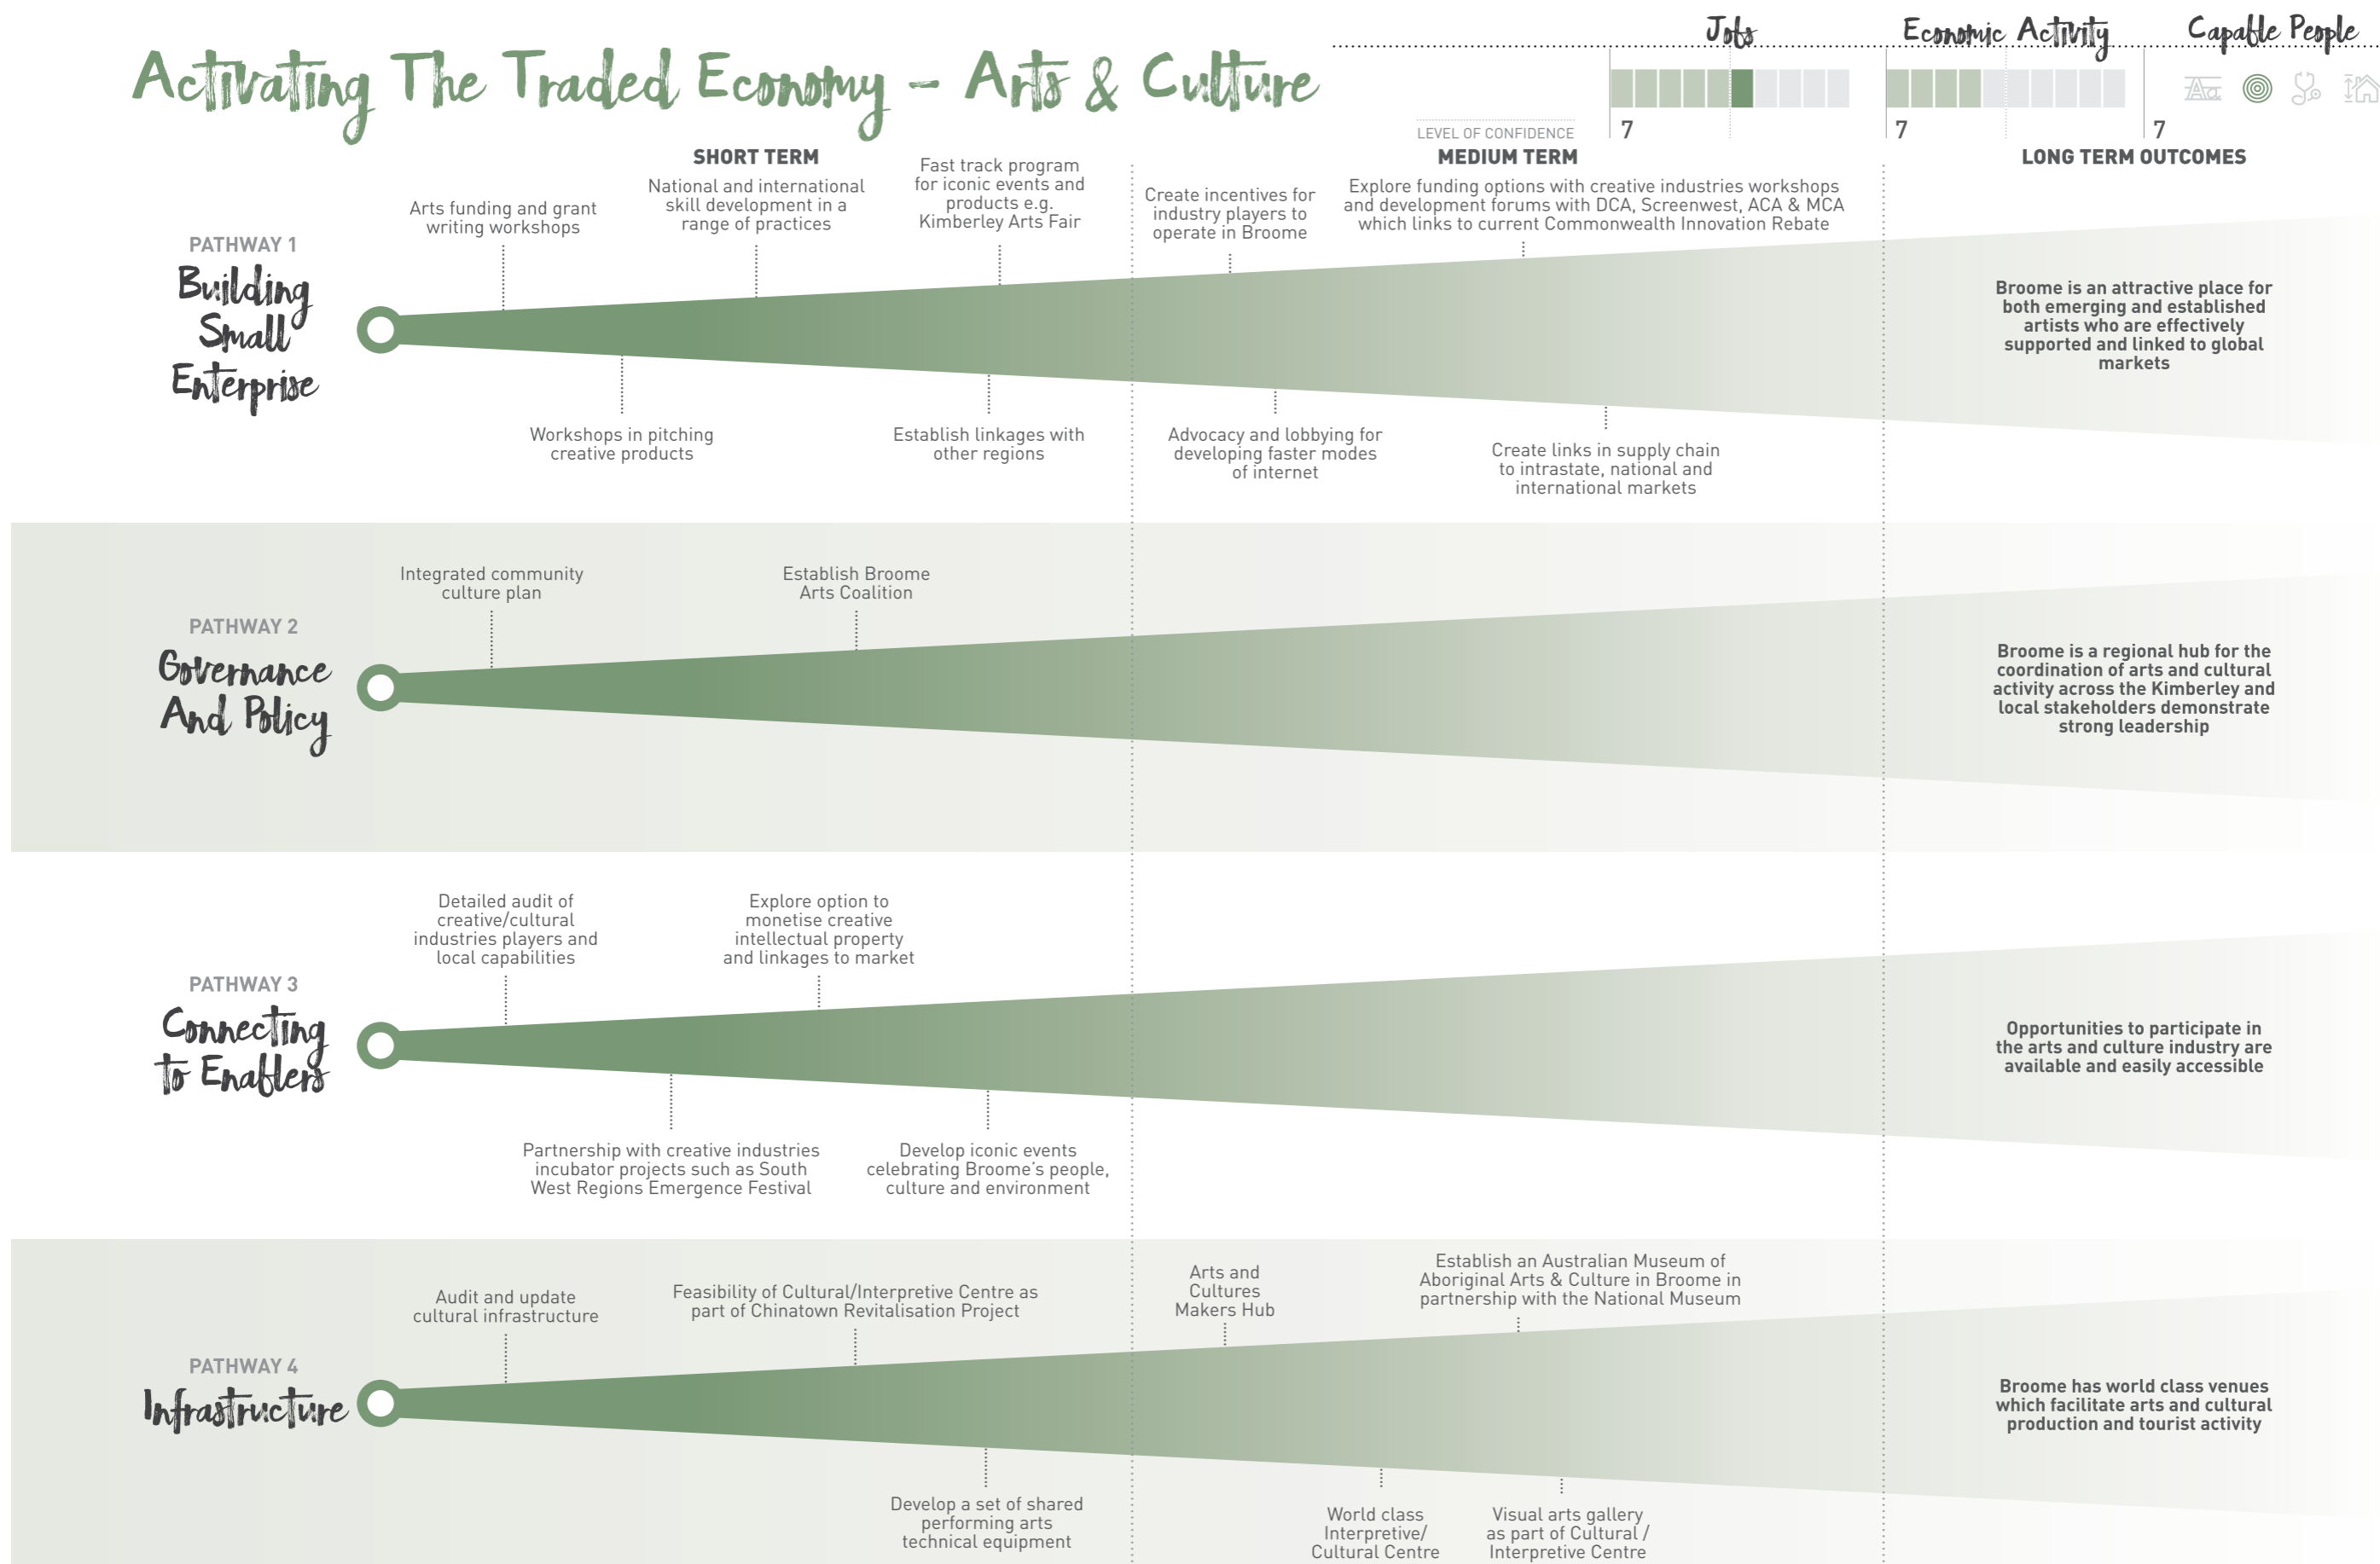 Activating The Traded Economy - Arts & Culture
Jobs
Economic Activity
Capable People
Aa
LEVEL OF CONFIDENCE
7
7
7
SHORT TERM
MEDIUM TERM
LONG TERM OUTCOMES
PATHWAY 1
Building
Small
Enterprise
Arts funding and grant
writing workshops
National and international
skill development in a
range of practices
Fast track program
for iconic events and
products e.g.
Kimberley Arts Fair
Create incentives for
industry players to
operate in Broome
Explore funding options with creative industries workshops
and development forums with DCA, Screenwest, ACA & MCA
which links to current Commonwealth Innovation Rebate
Broome is an attractive place for
both emerging and established
artists who are effectively
supported and linked to global
markets
Workshops in pitching
creative products
Establish linkages with
other regions
Advocacy and lobbying for
developing faster modes
of internet
Create links in supply chain
to intrastate, national and
international markets
PATHWAY 2
Governance
And Policy
Integrated community
culture plan
Establish Broome
Arts Coalition
Broome is a regional hub for the
coordination of arts and cultural
activity across the Kimberley and
local stakeholders demonstrate
strong leadership
PATHWAY 3
Connecting
to Enablers
Detailed audit of
creative/cultural
industries players and
local capabilities
Explore option to
monetise creative
intellectual property
and linkages to market
Opportunities to participate in
the arts and culture industry are
available and easily accessible
Partnership with creative industries
incubator projects such as South
West Regions Emergence Festival
Develop iconic events
celebrating Broome's people,
culture and environment
PATHWAY 4
Infrastructure
Audit and update
cultural infrastructure
Feasibility of Cultural/Interpretive Centre as
part of Chinatown Revitalisation Project
Arts and
Cultures
Makers Hub
Establish an Australian Museum of
Aboriginal Arts & Culture in Broome in
partnership with the National Museum
Broome has world class venues
which facilitate arts and cultural
production and tourist activity
Develop a set of shared
performing arts
technical equipment
World class
Interpretive/
Cultural Centre
Visual arts gallery
as part of Cultural /
Interpretive Centre